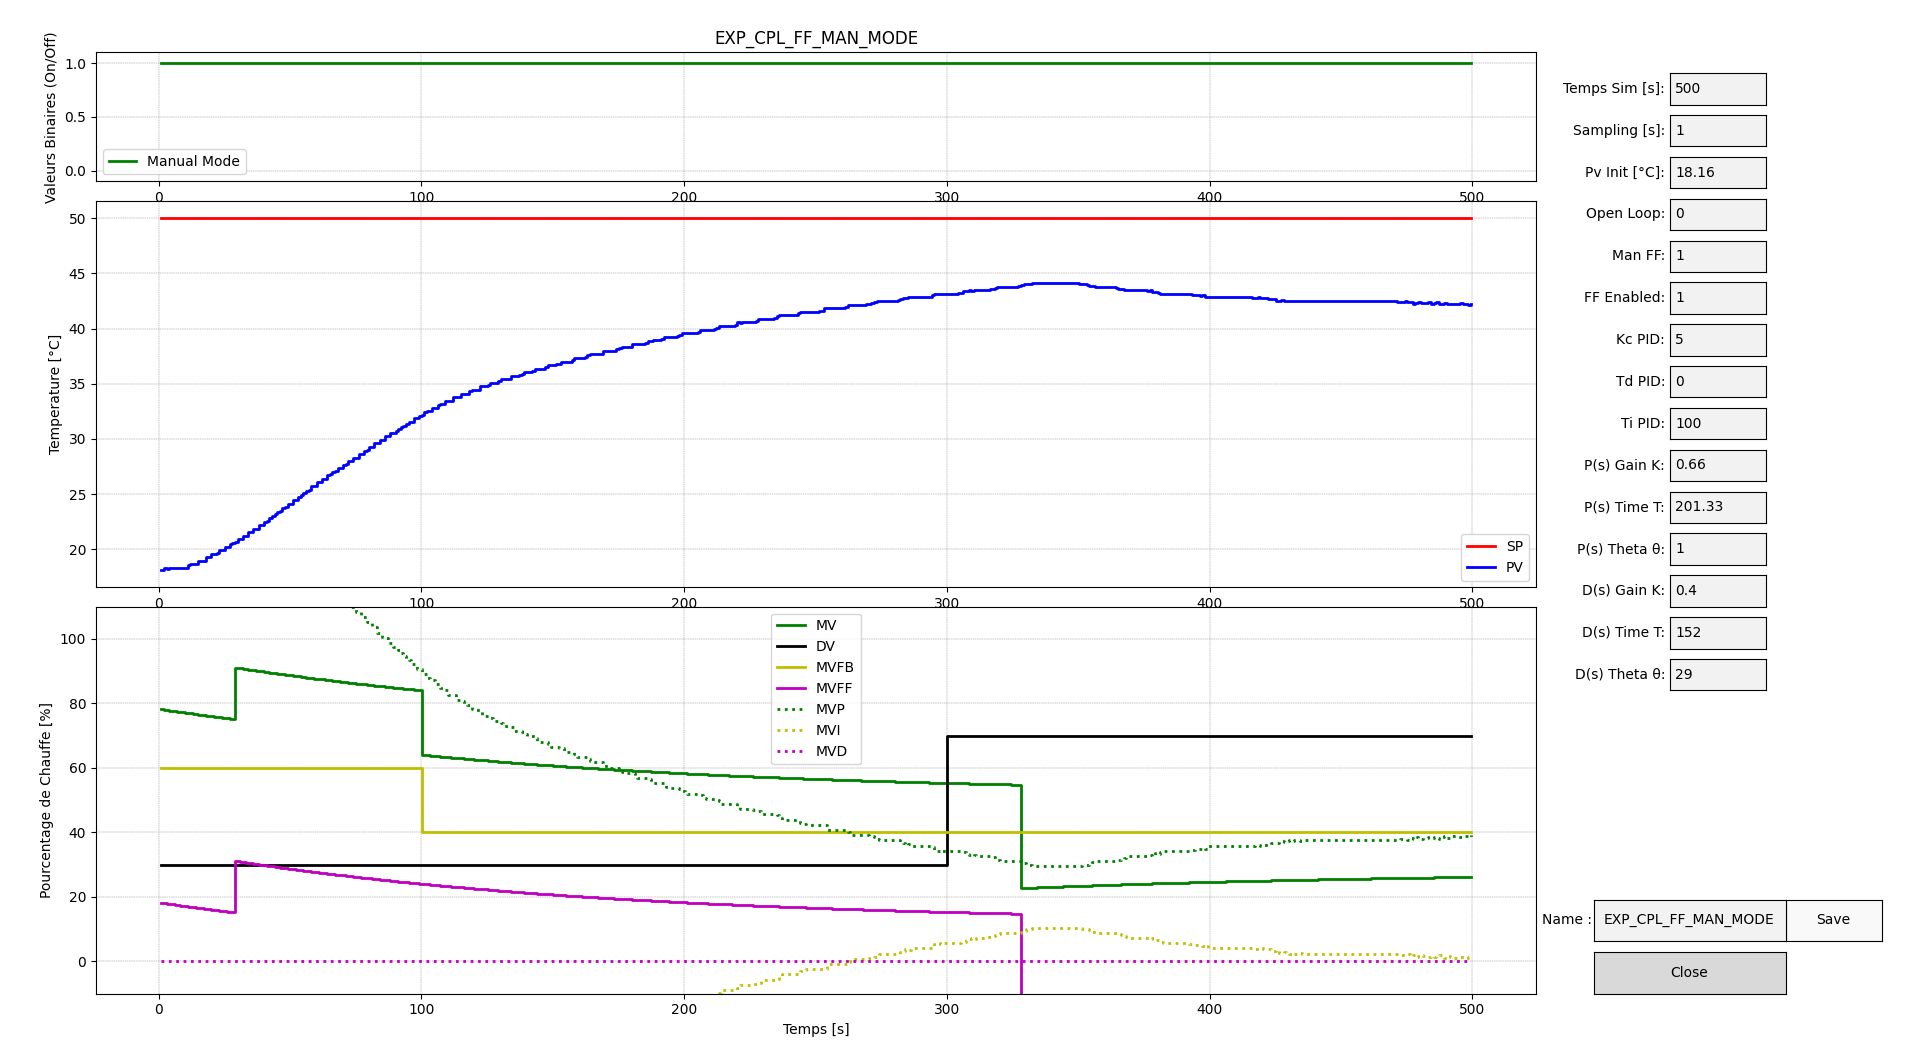 EXP_CPL_FF_MAN_MODE
Valeurs Binaires (On/Off)
1.0
0.5
0.0
Manual Mode
0 100 200 300 400 500
Temperature [°C]
50
45
40
35
30
25
20
SP
PV
0 100 200 300 400 500
Pourcentage de Chauffe [%]
100
80
60
40
20
0
MV
DV
MVFB
MVFF
MVP
MVI
MVD
0 100 200 300 400 500
Temps [s]
Temps Sim [s]: 500
Sampling [s]: 1
Pv Init [°C]: 18.16
Open Loop: 0
Man FF: 1
FF Enabled: 1
Kc PID: 5
Td PID: 0
Ti PID: 100
P(s) Gain K: 0.66
P(s) Time T: 201.33
P(s) Theta θ: 1
D(s) Gain K: 0.4
D(s) Time T: 152
D(s) Theta θ: 29
Name : EXP_CPL_FF_MAN_MODE Save
Close